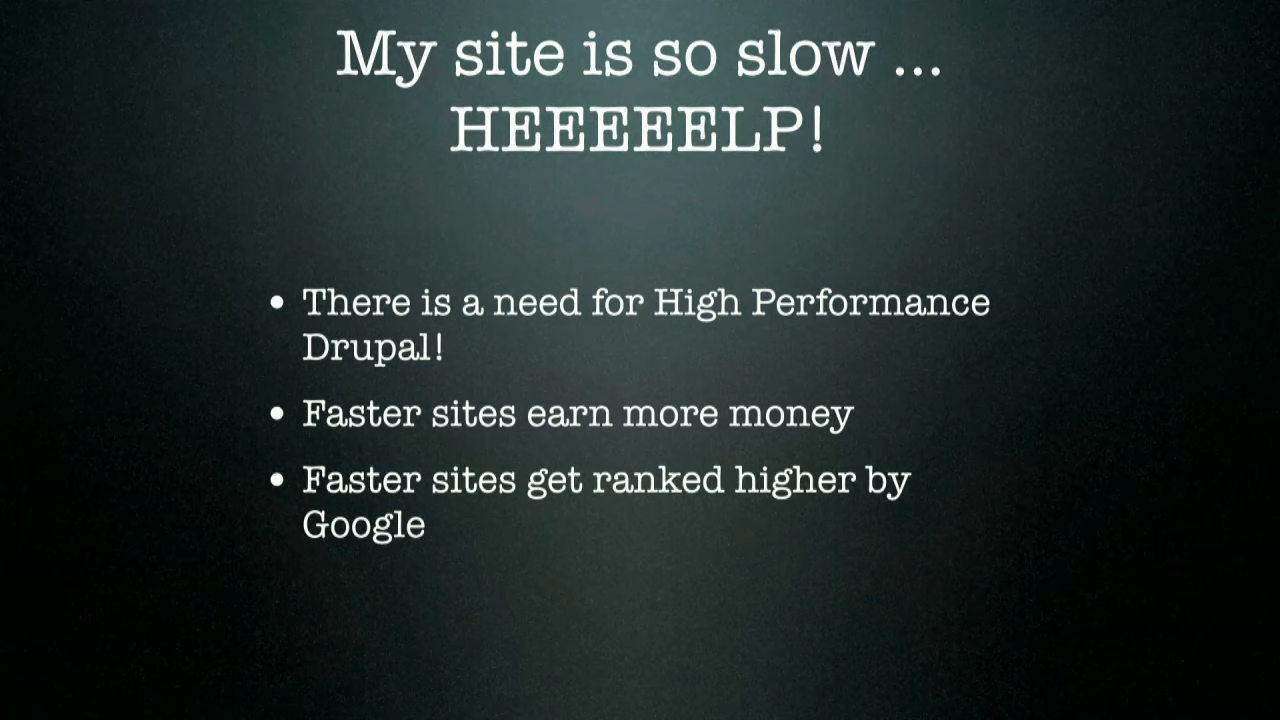 My site is so slow ...
HEEEEELP!
• There is a need for High Performance
Drupal!
• Faster sites earn more money
• Faster sites get ranked higher by
Google